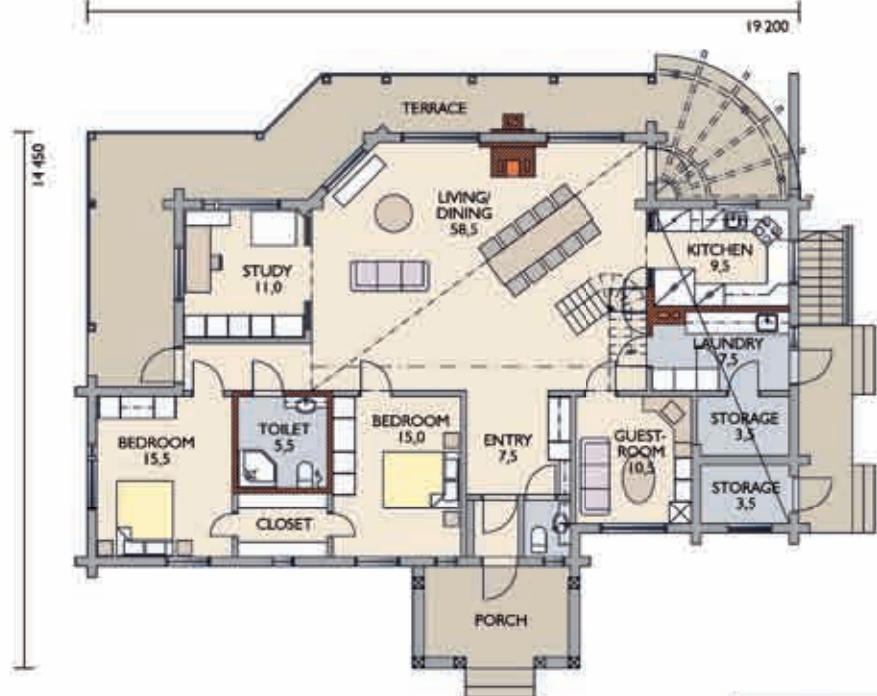 19 200
14 450
TERRACE
LIVING/
DINING
58,5
KITCHEN
9,5
STUDY
11,0
LAUNDRY
7,5
TOILET
5,5
BEDROOM
15,5
BEDROOM
15,0
ENTRY
7,5
GUEST-
ROOM
10,5
STORAGE
3,5
STORAGE
3,5
CLOSET
PORCH